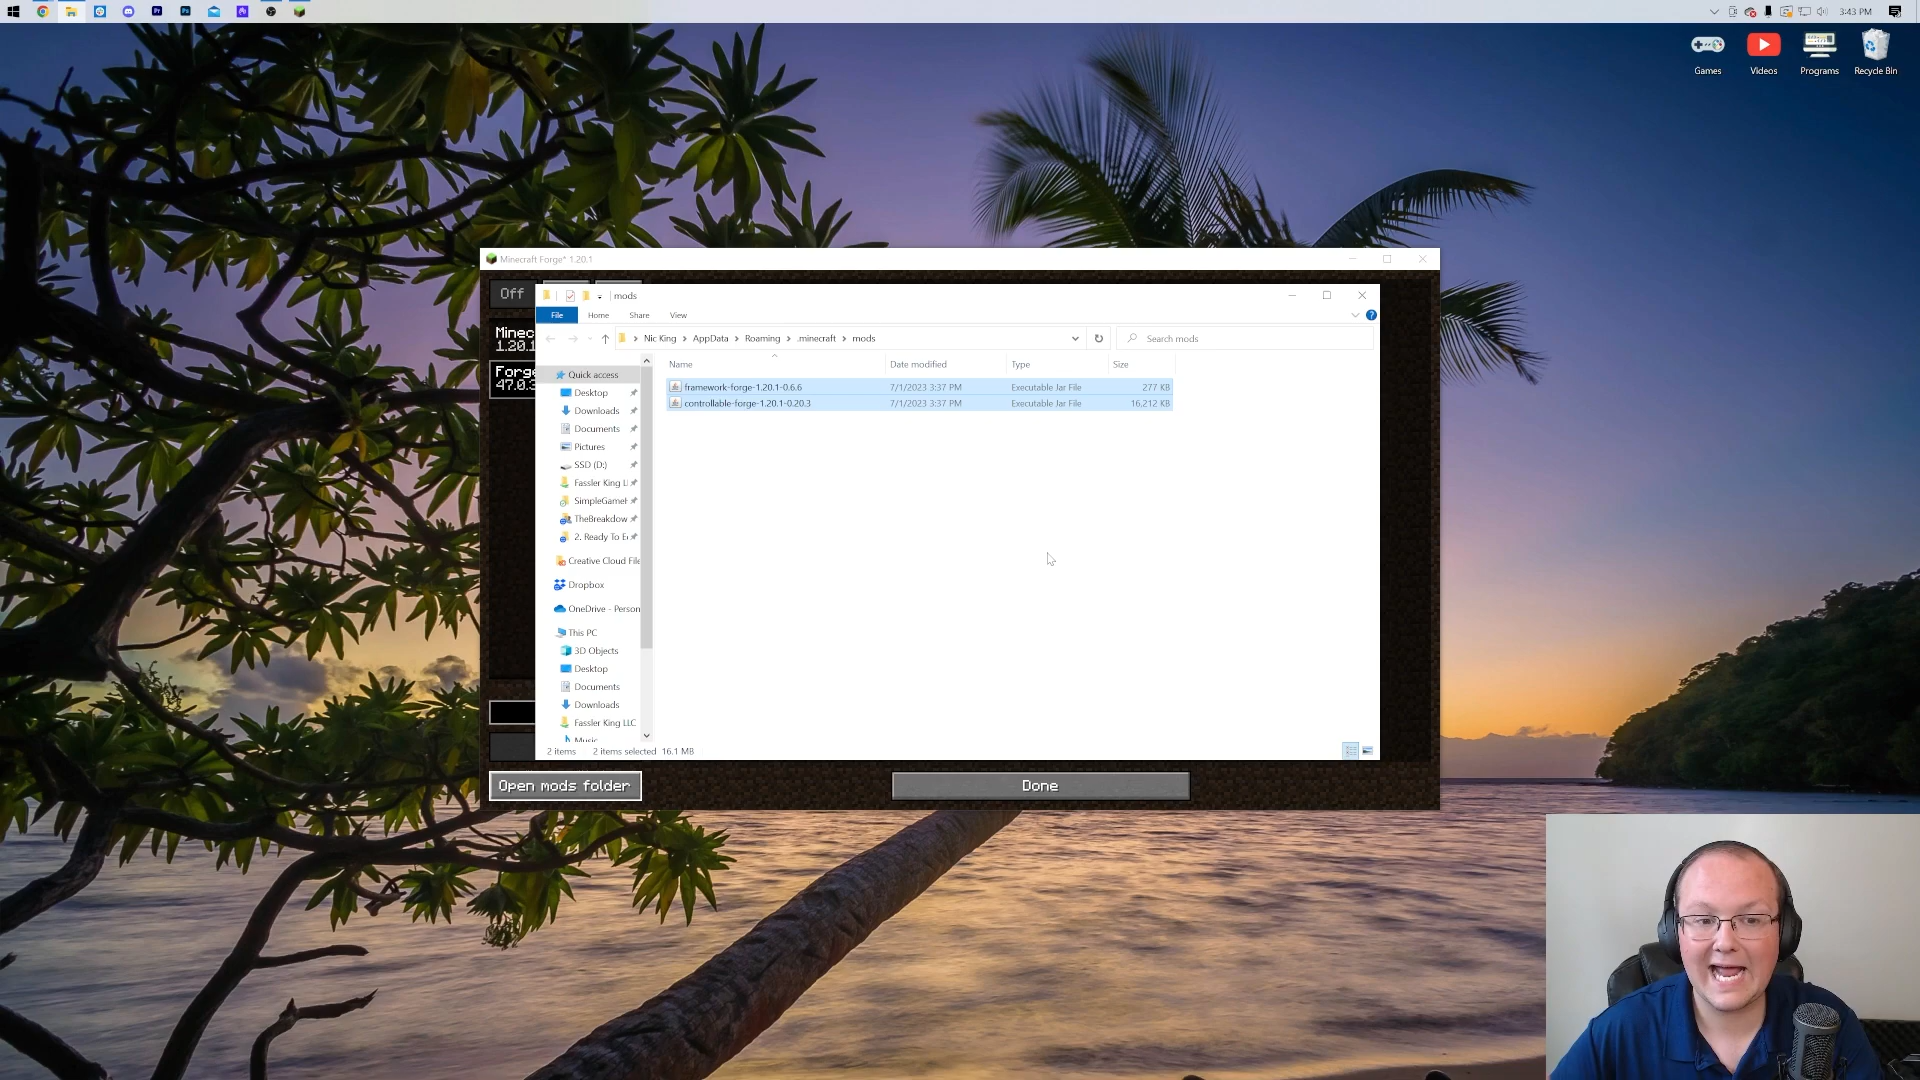 3:43 PM
Games
Videos
Programs
Recycle Bin
Minecraft Forge* 1.20.1
Off
mods
File
Home
Share
View
Nic King
AppData
Roaming
.minecraft
mods
Search mods
Minec
1.20.1
Forge
47.0.3
Name
Date modified
Type
Size
framework-forge-1.20.1-0.6.6
7/1/2023 3:37 PM
Executable Jar File
277 KB
controllable-forge-1.20.1-0.20.3
7/1/2023 3:37 PM
Executable Jar File
16,212 KB
Quick access
Desktop
Downloads
Documents
Pictures
SSD (D:)
Fassler King L
SimpleGame
TheBreakdow
2. Ready To E
Creative Cloud File
Dropbox
OneDrive - Person
This PC
3D Objects
Desktop
Documents
Downloads
Fassler King LLC
Music
2 items
2 items selected 16.1 MB
Open mods folder
Done